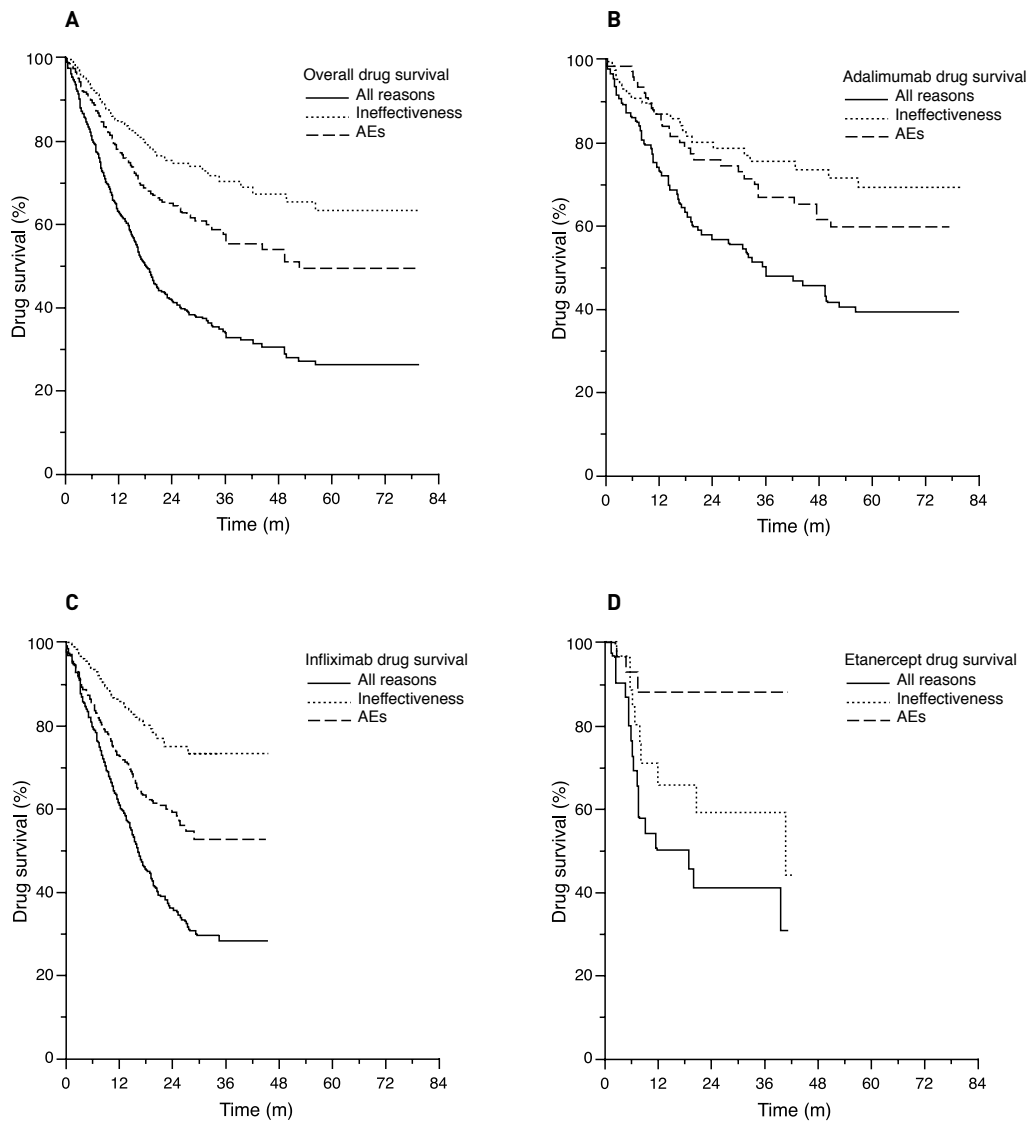 A
Overall drug survival
All reasons
Ineffectiveness
AEs
100
80
60
40
20
0
Drug survival (%)
0 12 24 36 48 60 72 84
Time (m)
B
Adalimumab drug survival
All reasons
Ineffectiveness
AEs
100
80
60
40
20
0
Drug survival (%)
0 12 24 36 48 60 72 84
Time (m)
C
Infliximab drug survival
All reasons
Ineffectiveness
AEs
100
80
60
40
20
0
Drug survival (%)
0 12 24 36 48 60 72 84
Time (m)
D
Etanercept drug survival
All reasons
Ineffectiveness
AEs
100
80
60
40
20
0
Drug survival (%)
0 12 24 36 48 60 72 84
Time (m)